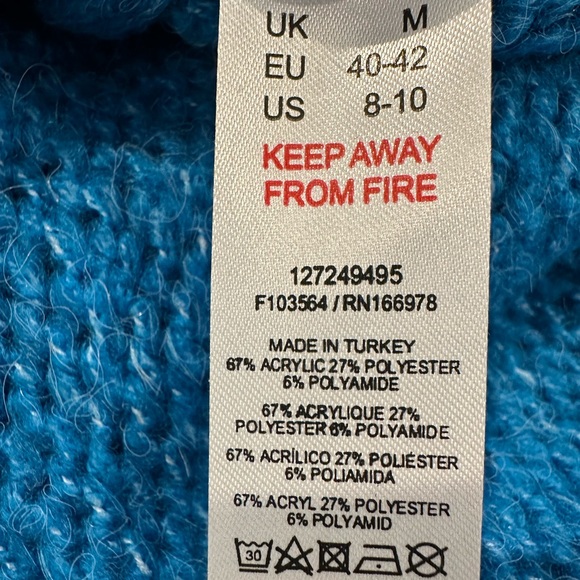 UK M
EU 40-42
US 8-10
KEEP AWAY
FROM FIRE
127249495
F103564 / RN166978
MADE IN TURKEY
67% ACRYLIC 27% POLYESTER
6% POLYAMIDE
67% ACRYLIQUE 27%
POLYESTER 6% POLYAMIDE
67% ACRÍLICO 27% POLIÉSTER
6% POLIAMIDA
67% ACRYL 27% POLYESTER
6% POLYAMID
30